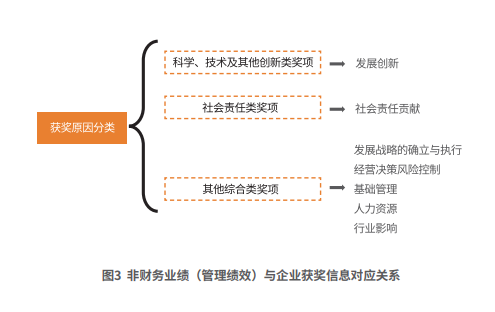 获奖原因分类
科学、技术及其他创新类奖项
发展创新
社会责任类奖项
社会责任贡献
其他综合类奖项
发展战略的确立与执行
经营决策风险控制
基础管理
人力资源
行业影响
图3 非财务业绩（管理绩效）与企业获奖信息对应关系